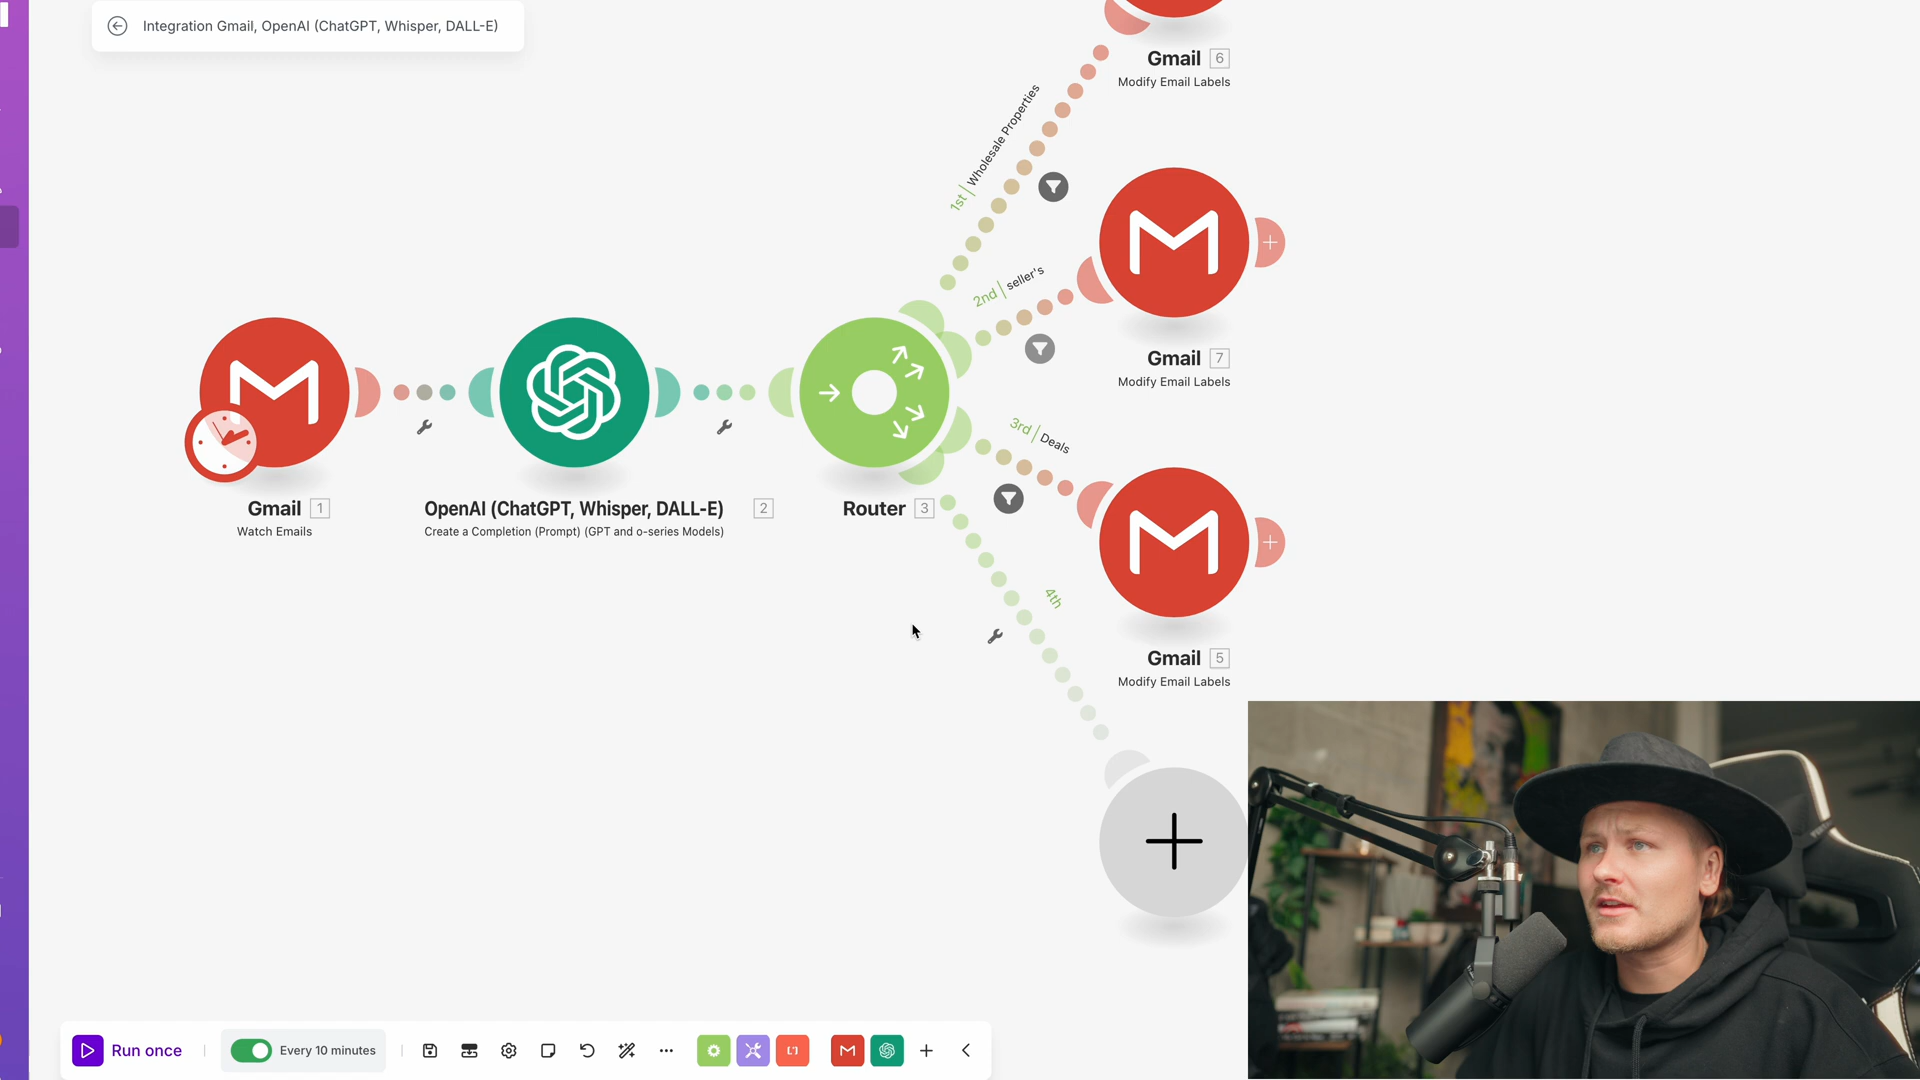 Integration Gmail, OpenAI (ChatGPT, Whisper, DALL-E)
Gmail 6
Modify Email Labels
1st | Wholesale Properties
2nd | seller's
Gmail 7
Modify Email Labels
3rd | Deals
Gmail 1
Watch Emails
OpenAI (ChatGPT, Whisper, DALL-E) 2
Create a Completion (Prompt) (GPT and o-series Models)
Router 3
4th
Gmail 5
Modify Email Labels
Run once
Every 10 minutes